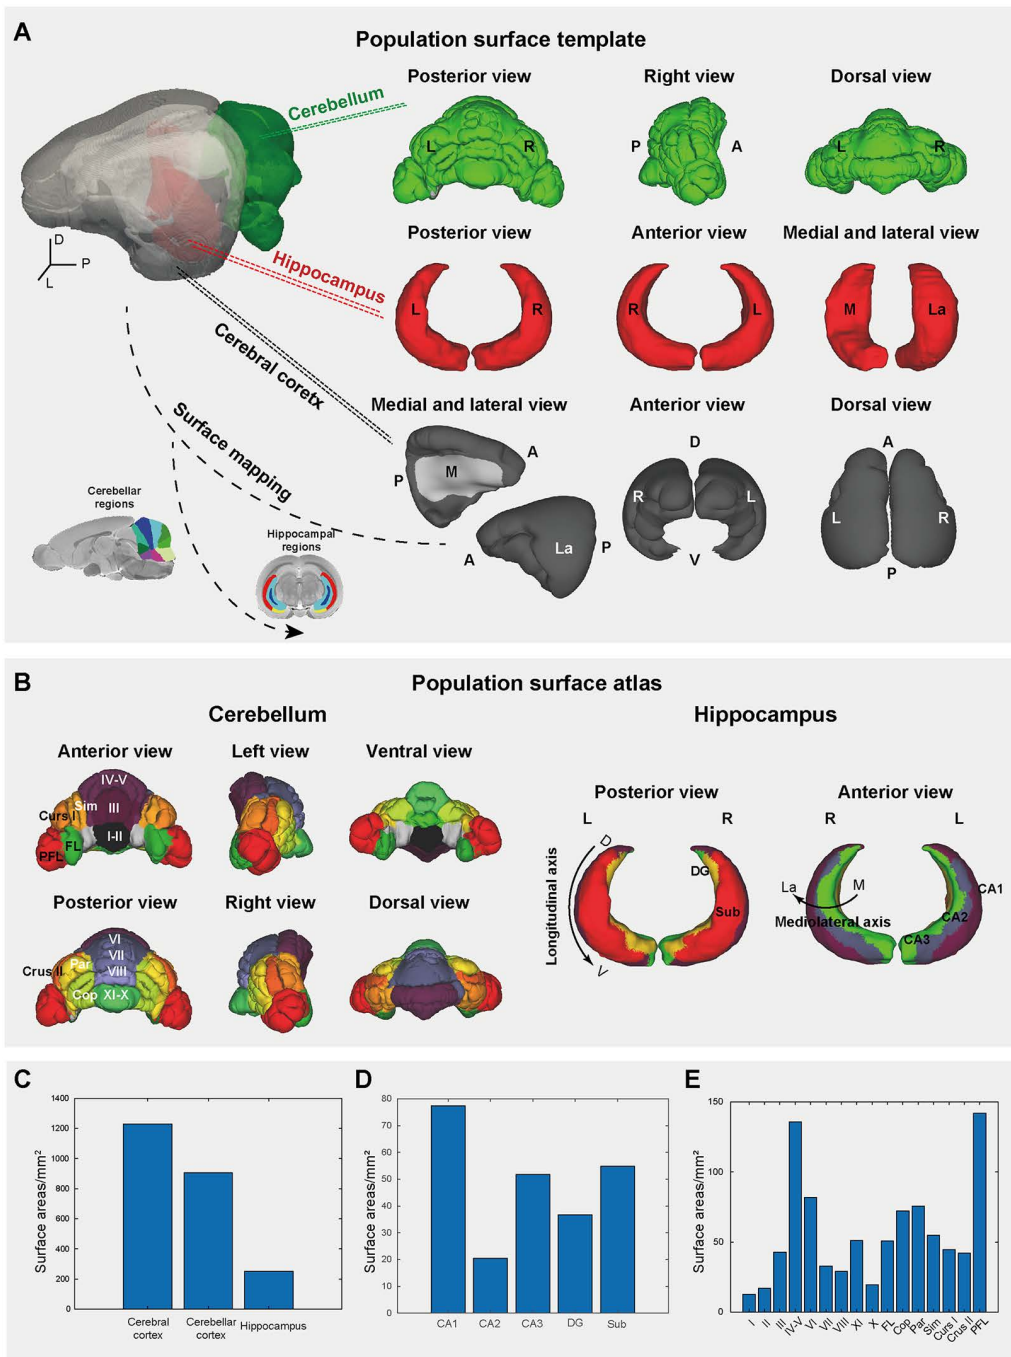 A
Population surface template
Posterior view
Right view
Dorsal view
Cerebellum
L
R
P
A
L
R
D
P
L
Posterior view
Anterior view
Medial and lateral view
Hippocampus
L
R
R
L
M
La
Cerebral coretx
Medial and lateral view
Anterior view
Dorsal view
Surface mapping
M
A
P
La
A
P
D
R
L
V
A
L
R
P
Cerebellar
regions
Hippocampal
regions
B
Population surface atlas
Cerebellum
Hippocampus
Anterior view
Left view
Ventral view
IV-V
Sim
III
Curs I
I-II
FL
PFL
Posterior view
Right view
Dorsal view
VI
VII
Par
VIII
Crus II
Cop
XI-X
Posterior view
Anterior view
L
R
R
L
D
DG
Sub
V
Longitudinal axis
La
M
Mediolateral axis
CA1
CA2
CA3
C
Surface areas/mm²
1400
1200
1000
800
600
400
200
0
Cerebral
cortex
Cerebellar
cortex
Hippocampus
D
Surface areas/mm²
80
70
60
50
40
30
20
10
0
CA1
CA2
CA3
DG
Sub
E
Surface areas/mm²
150
100
50
0
I
II
III
IV-V
VI
VII
VIII
XI
X
FL
Cop
Par
Sim
Curs I
Crus II
PFL